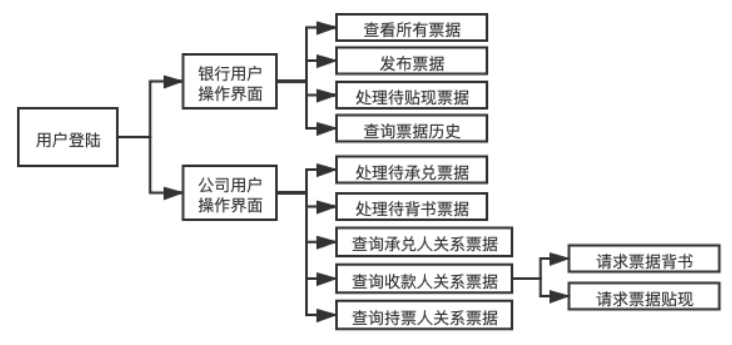 用户登陆
银行用户
操作界面
查看所有票据
发布票据
处理待贴现票据
查询票据历史
公司用户
操作界面
处理待承兑票据
处理待背书票据
查询承兑人关系票据
查询收款人关系票据
请求票据背书
请求票据贴现
查询持票人关系票据